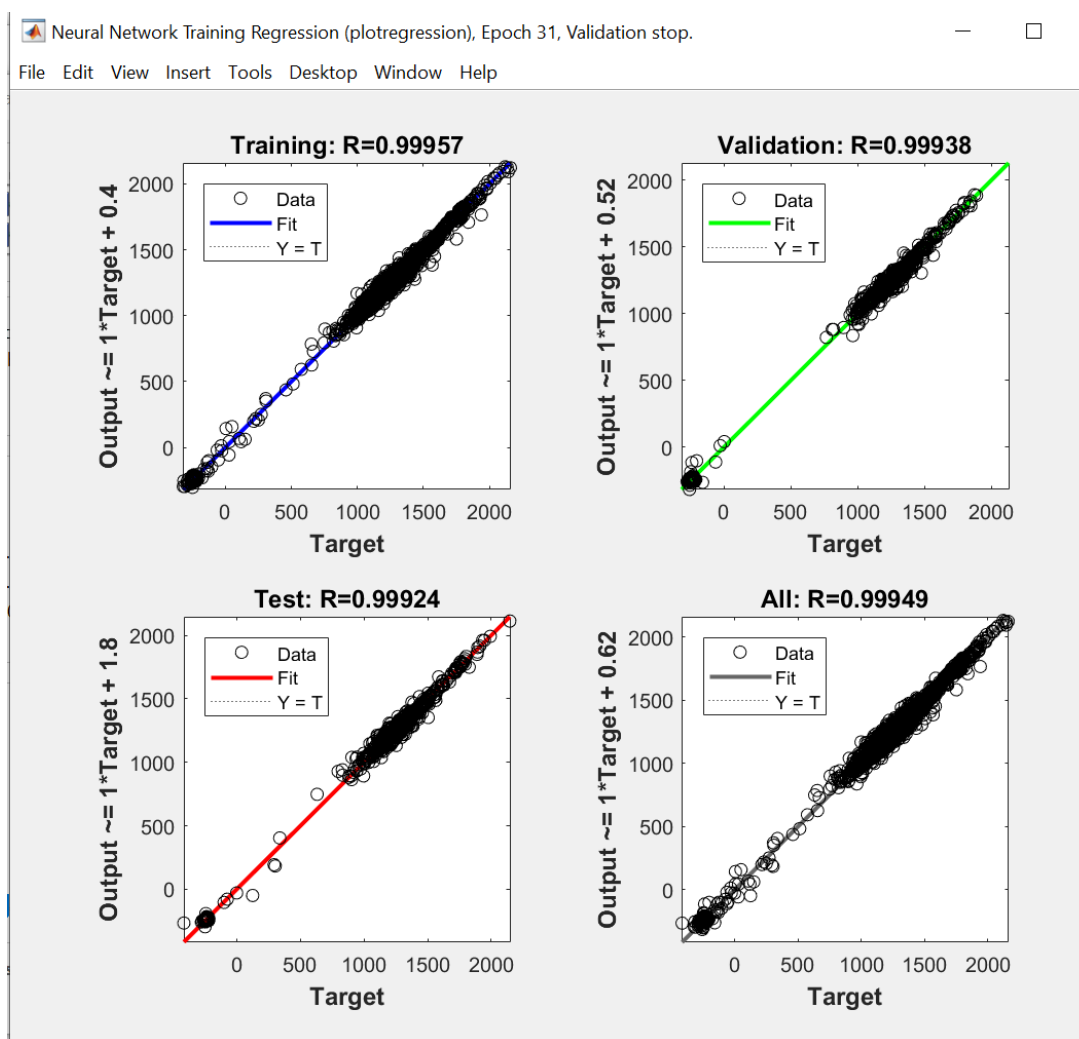 Neural Network Training Regression (plotregression), Epoch 31, Validation stop.
File Edit View Insert Tools Desktop Window Help
Training: R=0.99957
Output ~= 1*Target + 0.4
2000
1500
1000
500
0
Data
Fit
Y = T
0 500 1000 1500 2000
Target
Validation: R=0.99938
Output ~= 1*Target + 0.52
2000
1500
1000
500
0
Data
Fit
Y = T
0 500 1000 1500 2000
Target
Test: R=0.99924
Output ~= 1*Target + 1.8
2000
1500
1000
500
0
Data
Fit
Y = T
0 500 1000 1500 2000
Target
All: R=0.99949
Output ~= 1*Target + 0.62
2000
1500
1000
500
0
Data
Fit
Y = T
0 500 1000 1500 2000
Target